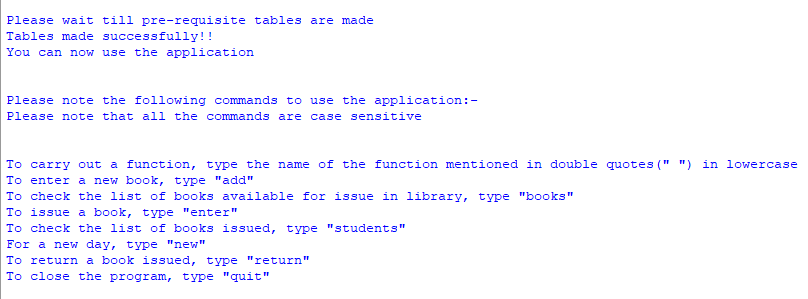 Please wait till pre-requisite tables are made
Tables made successfully!!
You can now use the application
Please note the following commands to use the application:-
Please note that all the commands are case sensitive
To carry out a function, type the name of the function mentioned in double quotes(" ") in lowercase
To enter a new book, type "add"
To check the list of books available for issue in library, type "books"
To issue a book, type "enter"
To check the list of books issued, type "students"
For a new day, type "new"
To return a book issued, type "return"
To close the program, type "quit"